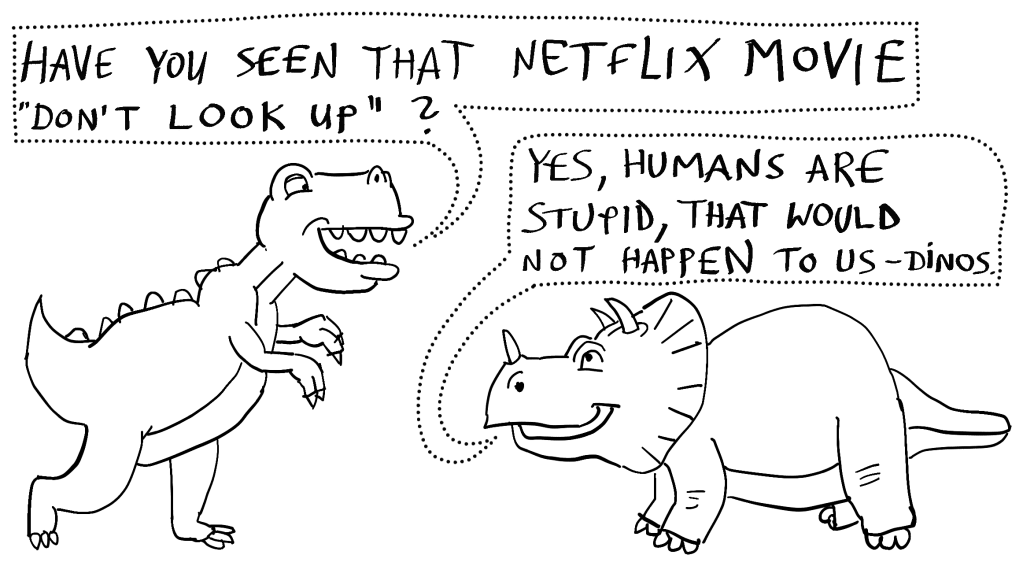 HAVE YOU SEEN THAT NETFLIX MOVIE
"DON'T LOOK UP" ?
YES, HUMANS ARE
STUPID, THAT WOULD
NOT HAPPEN TO US - DINOS.